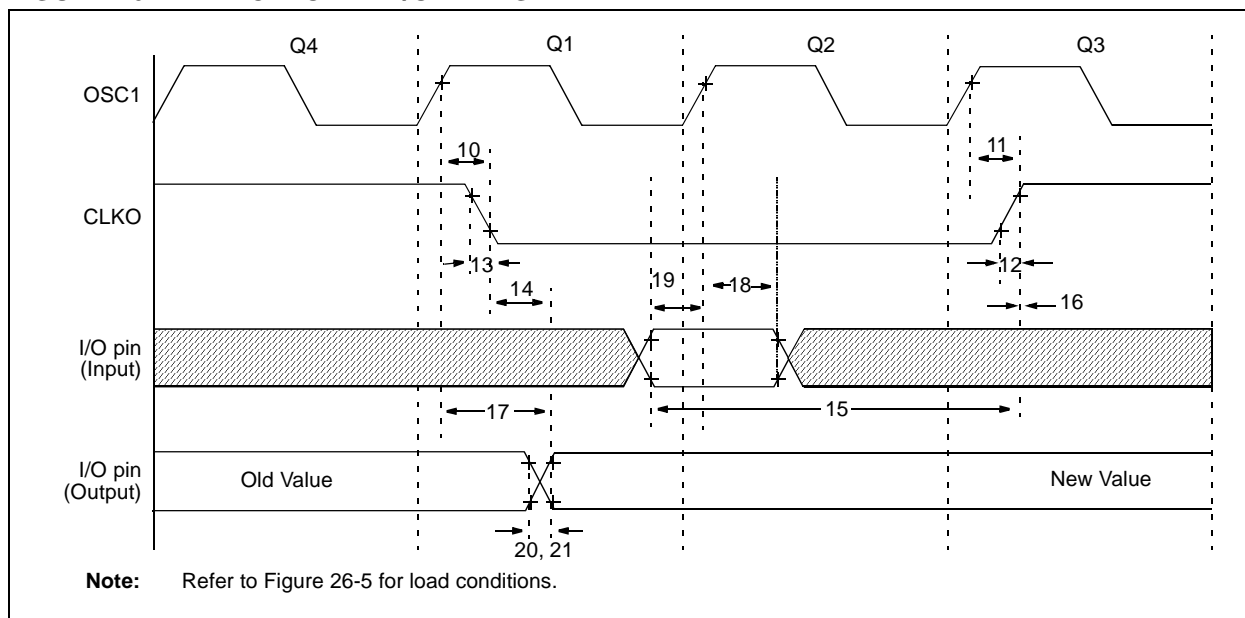 Q4 Q1 Q2 Q3
OSC1
10
11
CLKO
13
12
14
19
18
16
I/O pin
(Input)
17
15
I/O pin
(Output)
Old Value
New Value
20, 21
Note: Refer to Figure 26-5 for load conditions.